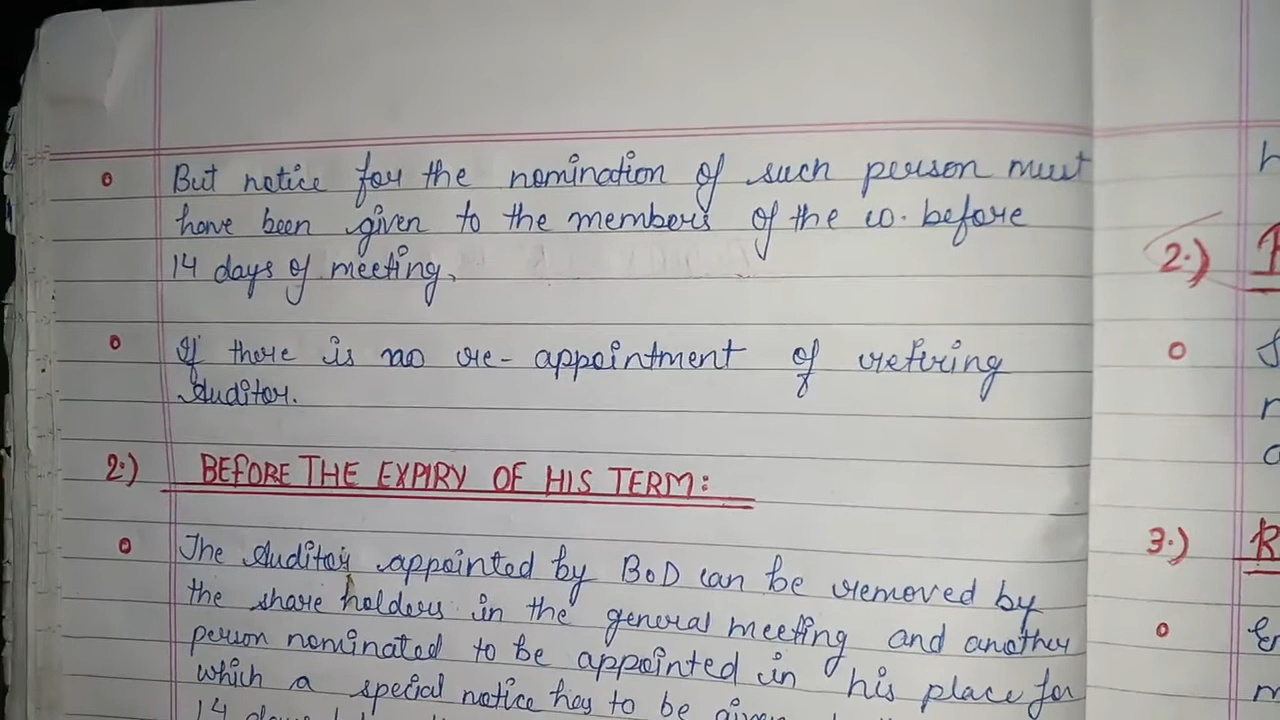 But notice for the nomination of such person must
have been given to the members of the co. before
14 days of meeting.
If there is no re-appointment of retiring
Auditor.
2.) BEFORE THE EXPIRY OF HIS TERM:
The Auditor appointed by BoD can be removed by
the share holders in the general meeting and another
person nominated to be appointed in his place for
which a special notice has to be given
14 days
2.)
3.)